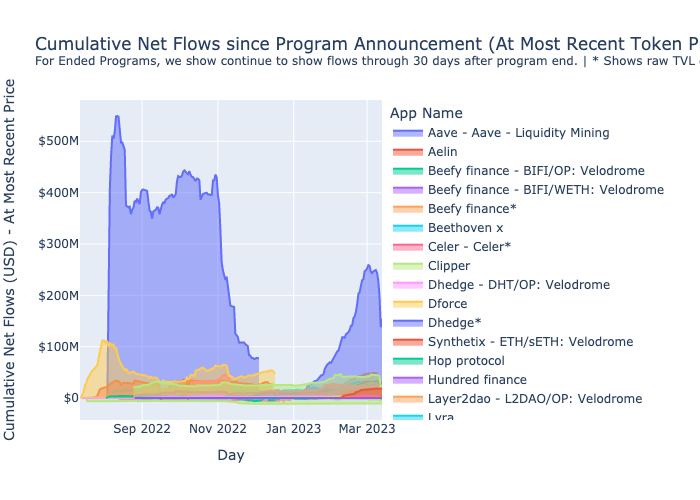 Cumulative Net Flows since Program Announcement (At Most Recent Token P
For Ended Programs, we show continue to show flows through 30 days after program end. | * Shows raw TVL
Cumulative Net Flows (USD) - At Most Recent Price
$500M
$400M
$300M
$200M
$100M
$0
Sep 2022
Nov 2022
Jan 2023
Mar 2023
Day
App Name
Aave - Aave - Liquidity Mining
Aelin
Beefy finance - BIFI/OP: Velodrome
Beefy finance - BIFI/WETH: Velodrome
Beefy finance*
Beethoven x
Celer - Celer*
Clipper
Dhedge - DHT/OP: Velodrome
Dforce
Dhedge*
Synthetix - ETH/sETH: Velodrome
Hop protocol
Hundred finance
Layer2dao - L2DAO/OP: Velodrome
Lyra